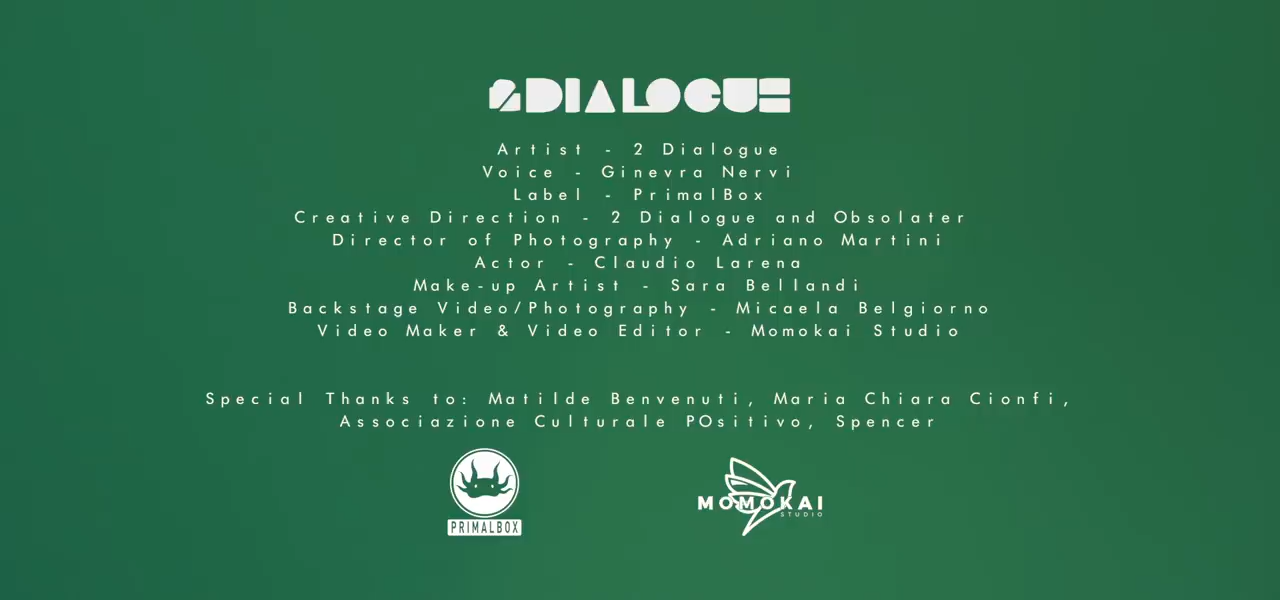 2DIALOGUE
Artist - 2 Dialogue
Voice - Ginevra Nervi
Label - PrimalBox
Creative Direction - 2 Dialogue and Obsolater
Director of Photography - Adriano Martini
Actor - Claudio Larena
Make-up Artist - Sara Bellandi
Backstage Video/Photography - Micaela Belgiorno
Video Maker & Video Editor - Momokai Studio
Special Thanks to: Matilde Benvenuti, Maria Chiara Cionfi,
Associazione Culturale POsitivo, Spencer
PRIMALBOX
MOMOKAI
STUDIO